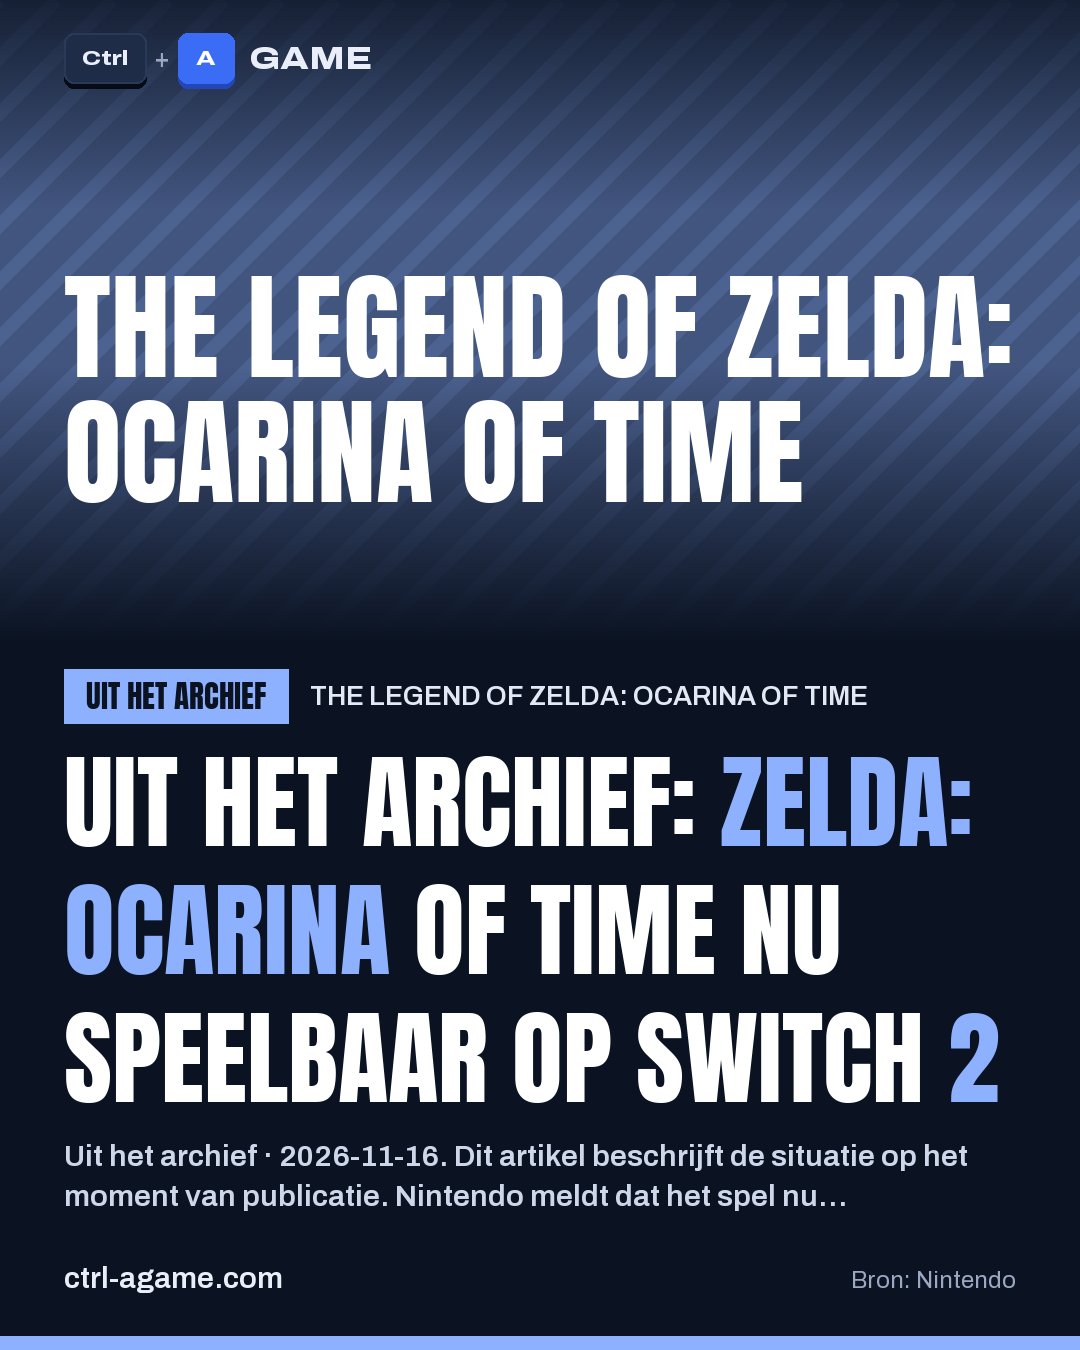 Ctrl + A GAME
THE LEGEND OF ZELDA:
OCARINA OF TIME
UIT HET ARCHIEF THE LEGEND OF ZELDA: OCARINA OF TIME
UIT HET ARCHIEF: ZELDA:
OCARINA OF TIME NU
SPEELBAAR OP SWITCH 2
Uit het archief · 2026-11-16. Dit artikel beschrijft de situatie op het
moment van publicatie. Nintendo meldt dat het spel nu...
ctrl-agame.com Bron: Nintendo